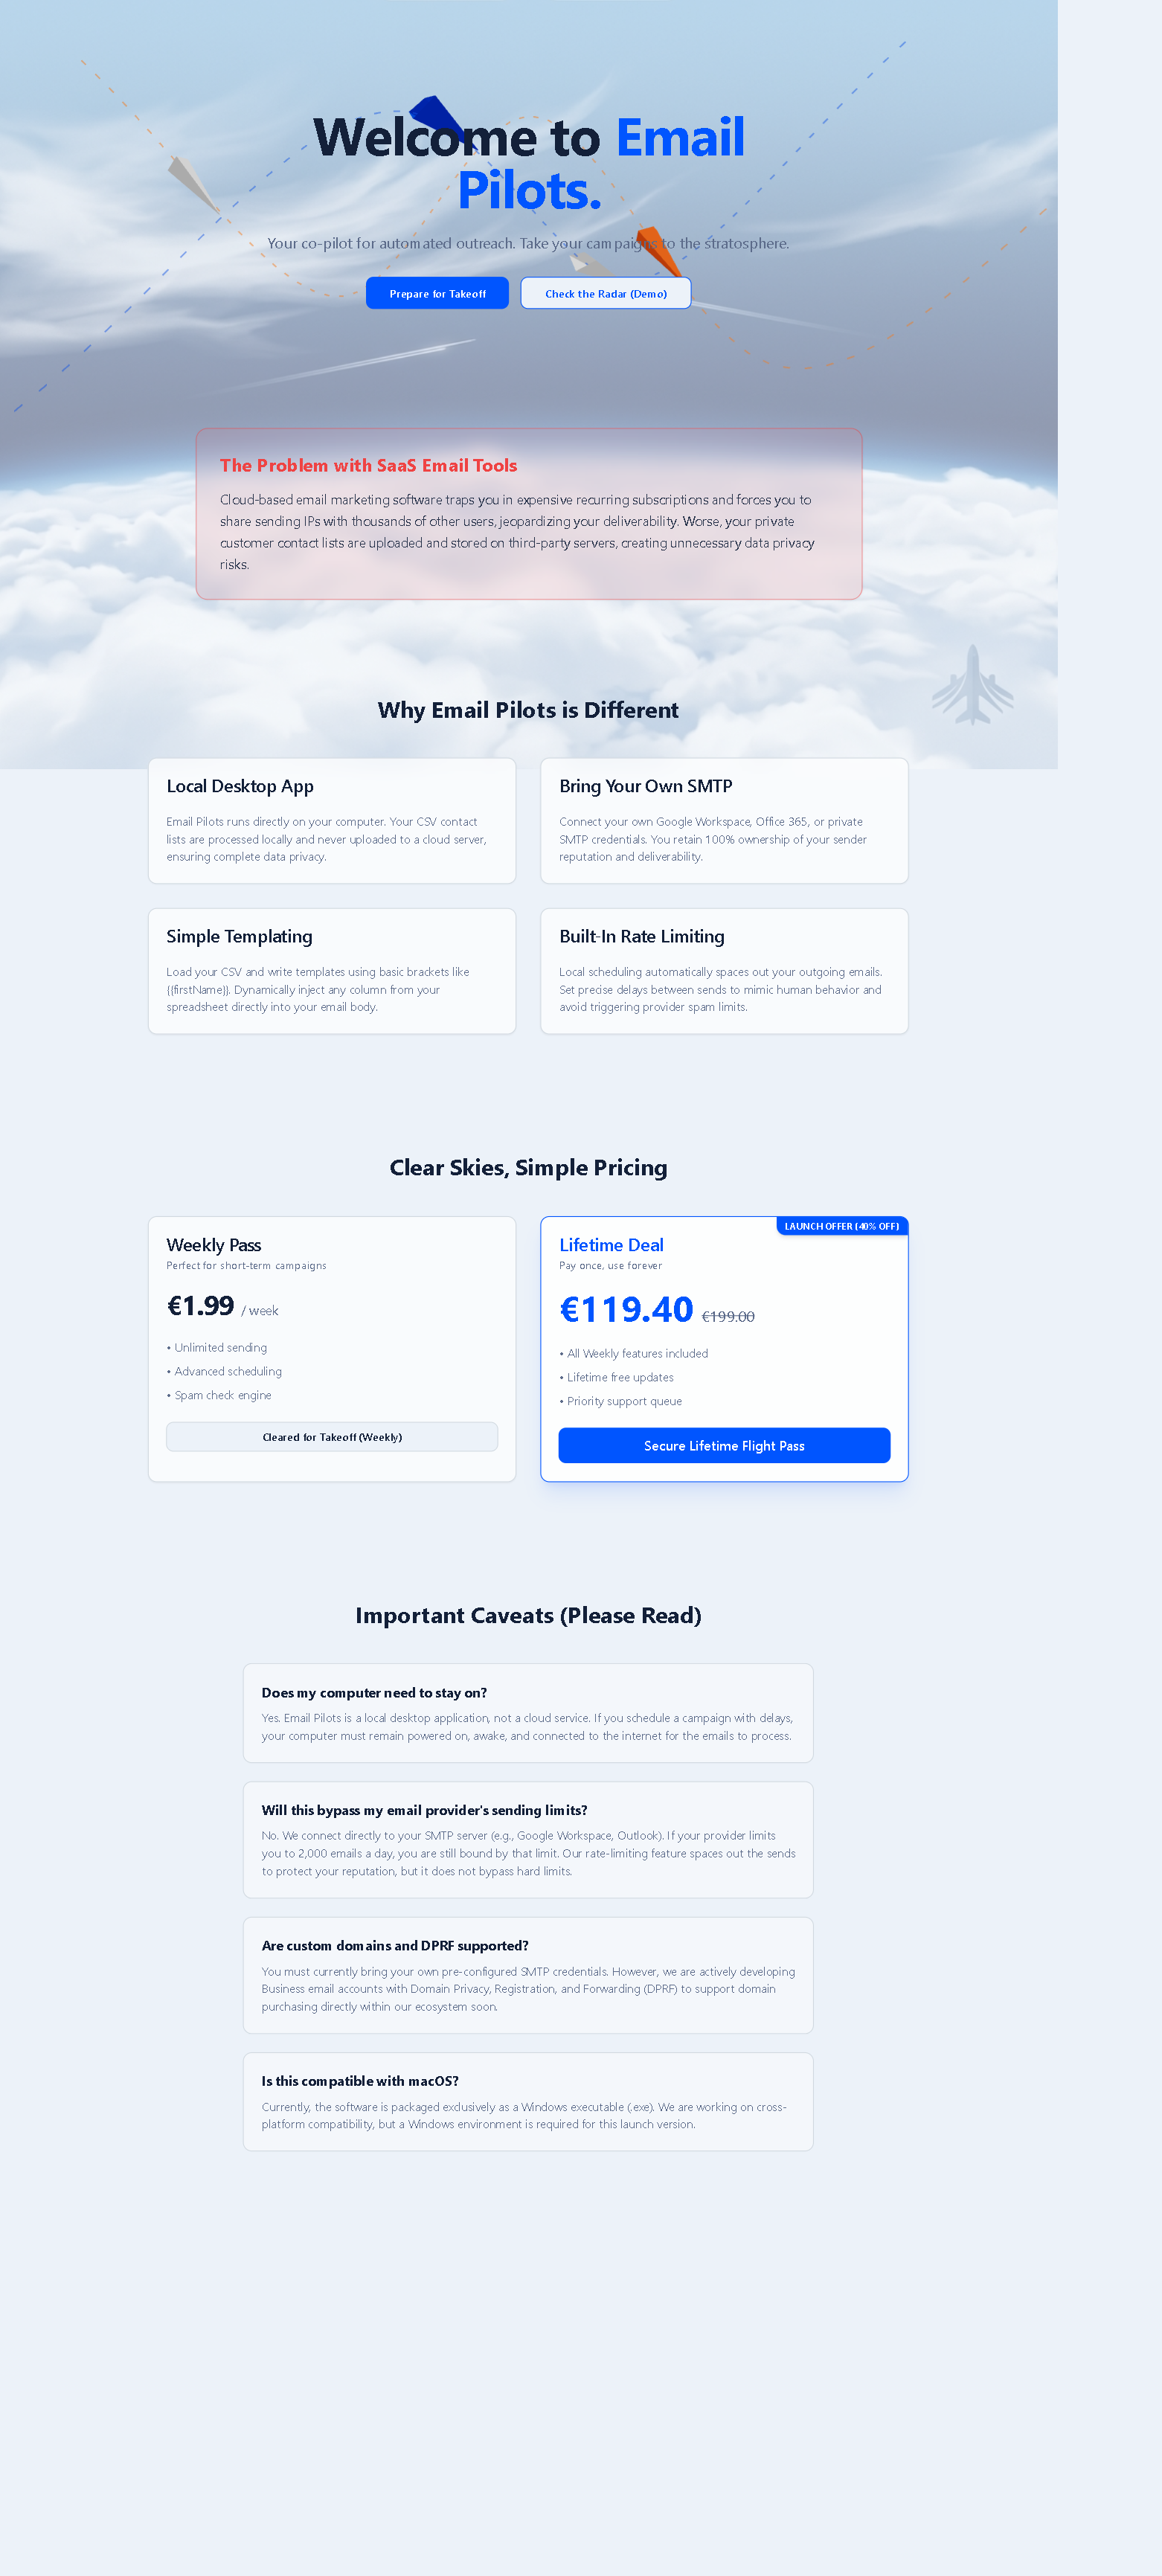 Welcome to Email
Pilots.
Your co-pilot for automated outreach. Take your campaigns to the stratosphere.
Prepare for Takeoff
Check the Radar (Demo)
The Problem with SaaS Email Tools
Cloud-based email marketing software traps you in expensive recurring subscriptions and forces you to
share sending IPs with thousands of other users, jeopardizing your deliverability. Worse, your private
customer contact lists are uploaded and stored on third-party servers, creating unnecessary data privacy
risks.
Why Email Pilots is Different
Local Desktop App
Email Pilots runs directly on your computer. Your CSV contact
lists are processed locally and never uploaded to a cloud server,
ensuring complete data privacy.
Bring Your Own SMTP
Connect your own Google Workspace, Office 365, or private
SMTP credentials. You retain 100% ownership of your sender
reputation and deliverability.
Simple Templating
Load your CSV and write templates using basic brackets like
{{firstName}}. Dynamically inject any column from your
spreadsheet directly into your email body.
Built-In Rate Limiting
Local scheduling automatically spaces out your outgoing emails.
Set precise delays between sends to mimic human behavior and
avoid triggering provider spam limits.
Clear Skies, Simple Pricing
Weekly Pass
Perfect for short-term campaigns
€1.99 / week
• Unlimited sending
• Advanced scheduling
• Spam check engine
Cleared for Takeoff (Weekly)
LAUNCH OFFER (40% OFF)
Lifetime Deal
Pay once, use forever
€119.40 €199.00
• All Weekly features included
• Lifetime free updates
• Priority support queue
Secure Lifetime Flight Pass
Important Caveats (Please Read)
Does my computer need to stay on?
Yes. Email Pilots is a local desktop application, not a cloud service. If you schedule a campaign with delays,
your computer must remain powered on, awake, and connected to the internet for the emails to process.
Will this bypass my email provider's sending limits?
No. We connect directly to your SMTP server (e.g., Google Workspace, Outlook). If your provider limits
you to 2,000 emails a day, you are still bound by that limit. Our rate-limiting feature spaces out the sends
to protect your reputation, but it does not bypass hard limits.
Are custom domains and DPRF supported?
You must currently bring your own pre-configured SMTP credentials. However, we are actively developing
Business email accounts with Domain Privacy, Registration, and Forwarding (DPRF) to support domain
purchasing directly within our ecosystem soon.
Is this compatible with macOS?
Currently, the software is packaged exclusively as a Windows executable (.exe). We are working on cross-
platform compatibility, but a Windows environment is required for this launch version.